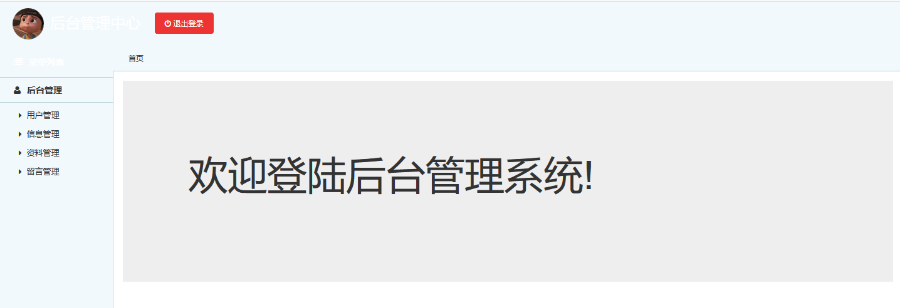 后台管理中心
退出登录
首页
后台管理
用户管理
信息管理
资料管理
留言管理
欢迎登陆后台管理系统!